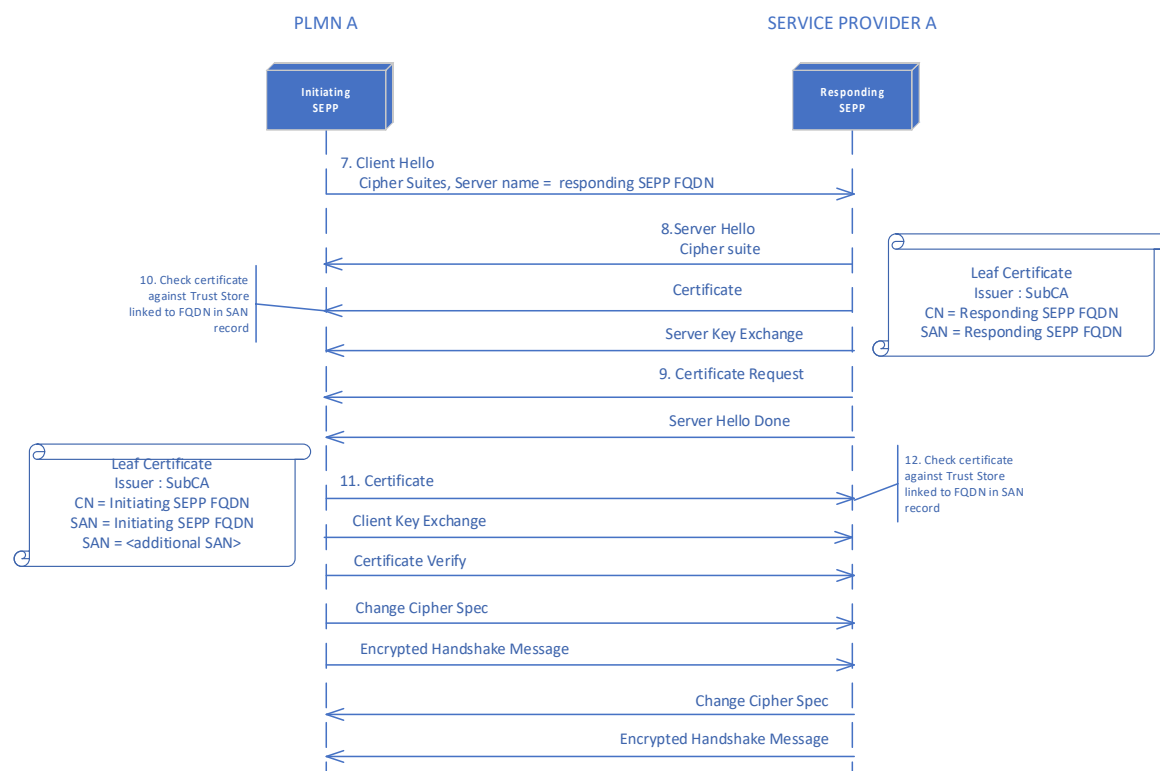 PLMN A
SERVICE PROVIDER A
Initiating
SEPP
Responding
SEPP
7. Client Hello
Cipher Suites, Server name = responding SEPP FQDN
8.Server Hello
Cipher suite
Leaf Certificate
Issuer : SubCA
CN = Responding SEPP FQDN
SAN = Responding SEPP FQDN
10. Check certificate
against Trust Store
linked to FQDN in SAN
record
Certificate
Server Key Exchange
9. Certificate Request
Server Hello Done
Leaf Certificate
Issuer : SubCA
CN = Initiating SEPP FQDN
SAN = Initiating SEPP FQDN
SAN = <additional SAN>
11. Certificate
12. Check certificate
against Trust Store
linked to FQDN in SAN
record
Client Key Exchange
Certificate Verify
Change Cipher Spec
Encrypted Handshake Message
Change Cipher Spec
Encrypted Handshake Message